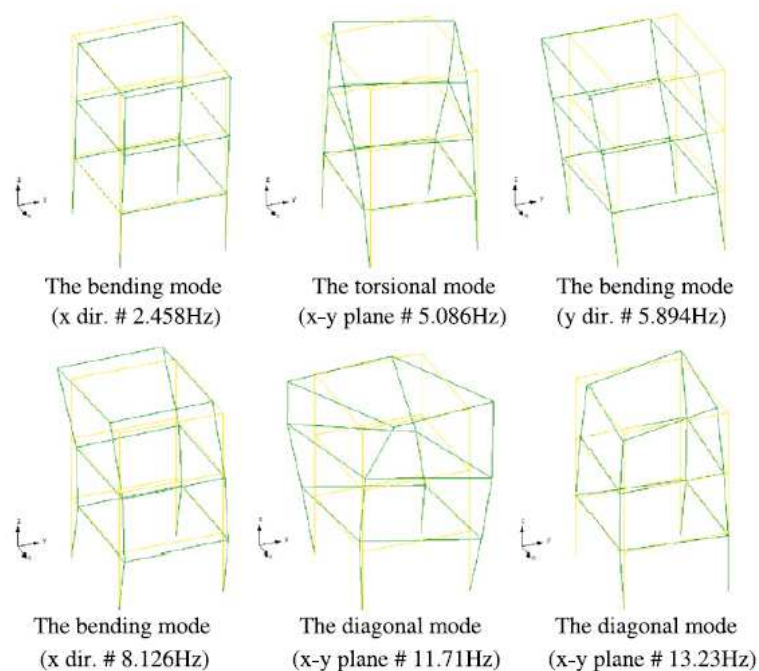 The bending mode
(x dir. # 2.458Hz)
The torsional mode
(x-y plane # 5.086Hz)
The bending mode
(y dir. # 5.894Hz)
The bending mode
(x dir. # 8.126Hz)
The diagonal mode
(x-y plane # 11.71Hz)
The diagonal mode
(x-y plane # 13.23Hz)